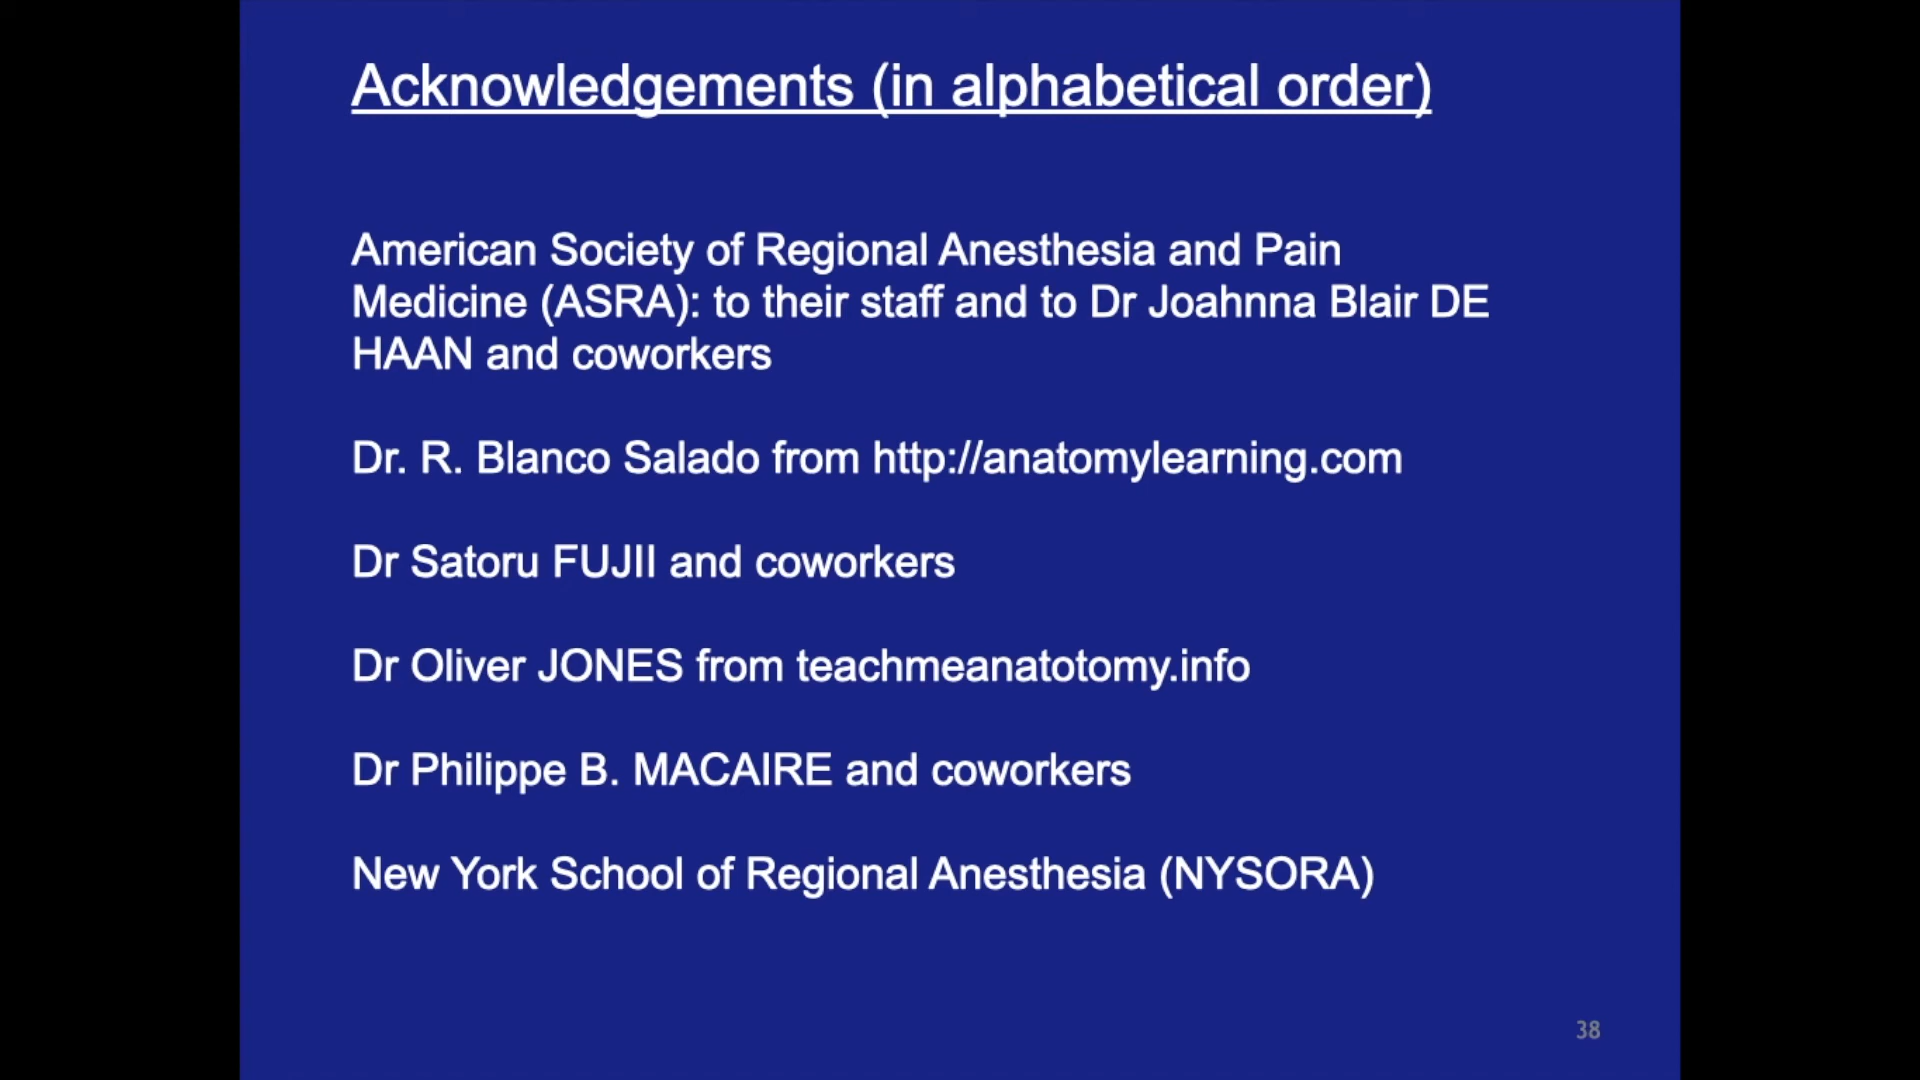 Acknowledgements (in alphabetical order)
American Society of Regional Anesthesia and Pain
Medicine (ASRA): to their staff and to Dr Joahnna Blair DE
HAAN and coworkers
Dr. R. Blanco Salado from http://anatomylearning.com
Dr Satoru FUJII and coworkers
Dr Oliver JONES from teachmeanatotomy.info
Dr Philippe B. MACAIRE and coworkers
New York School of Regional Anesthesia (NYSORA)
38